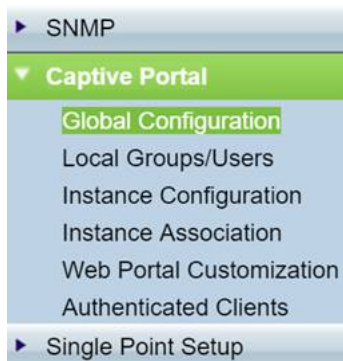 SNMP
Captive Portal
Global Configuration
Local Groups/Users
Instance Configuration
Instance Association
Web Portal Customization
Authenticated Clients
Single Point Setup